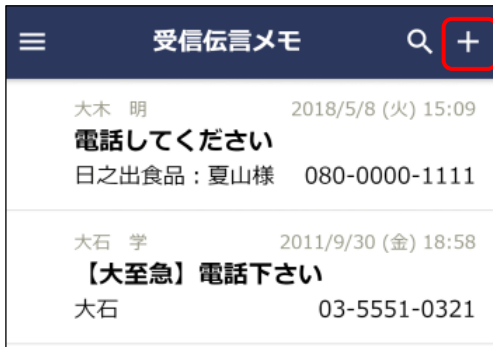 受信伝言メモ
大木 明 2018/5/8 (火) 15:09
電話してください
日之出食品：夏山様 080-0000-1111
大石 学 2011/9/30 (金) 18:58
【大至急】電話下さい
大石 03-5551-0321